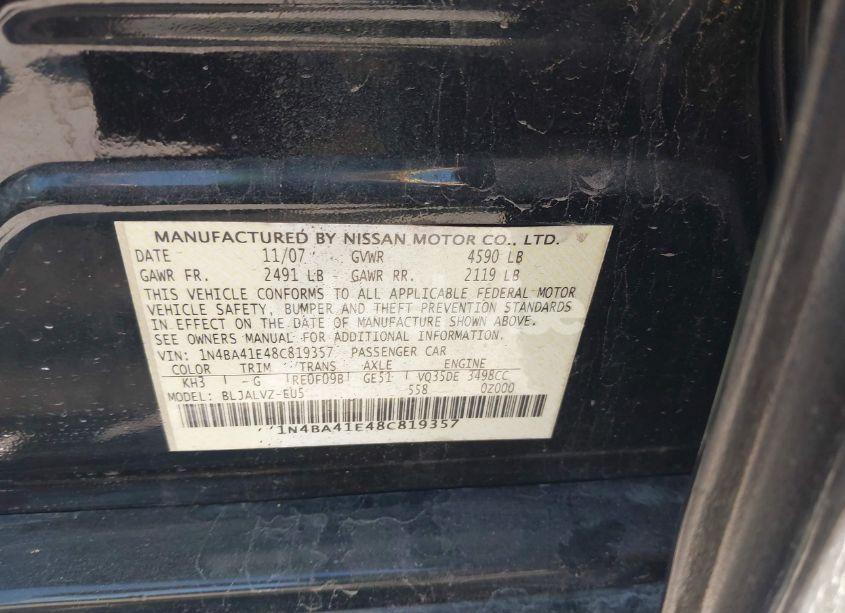 MANUFACTURED BY NISSAN MOTOR CO., LTD.
DATE 11/07 GVWR 4590 LB
GAWR FR. 2491 LB GAWR RR. 2119 LB
THIS VEHICLE CONFORMS TO ALL APPLICABLE FEDERAL MOTOR
VEHICLE SAFETY, BUMPER AND THEFT PREVENTION STANDARDS
IN EFFECT ON THE DATE OF MANUFACTURE SHOWN ABOVE.
SEE OWNERS MANUAL FOR ADDITIONAL INFORMATION.
VIN: 1N4BA41E48C819357 PASSENGER CAR
COLOR TRIM TRANS AXLE ENGINE
KH3 -G RE0F09B GE51 VQ35DE 3498CC
MODEL: BLJALVZ-EU5 558 0Z000
1N4BA41E48C819357